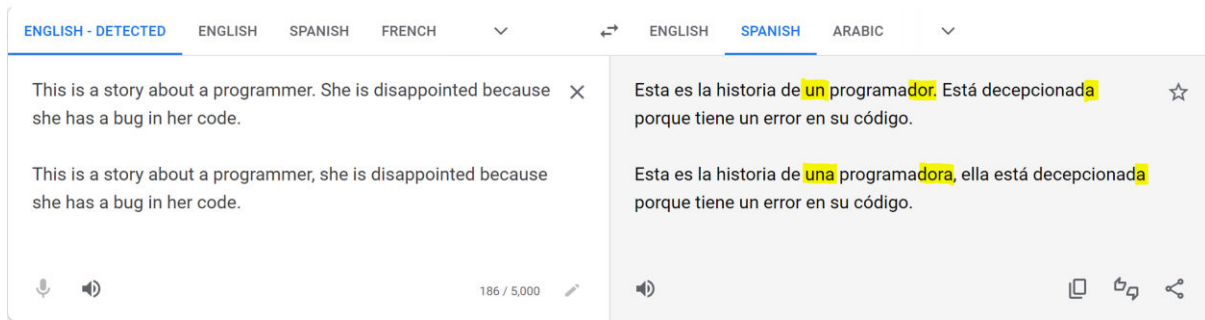 ENGLISH - DETECTED ENGLISH SPANISH FRENCH ENGLISH SPANISH ARABIC
This is a story about a programmer. She is disappointed because
she has a bug in her code.
This is a story about a programmer, she is disappointed because
she has a bug in her code.
186 / 5,000
Esta es la historia de un programador. Está decepcionada
porque tiene un error en su código.
Esta es la historia de una programadora, ella está decepcionada
porque tiene un error en su código.